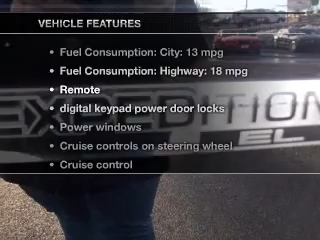 VEHICLE FEATURES
• Fuel Consumption: City: 13 mpg
• Fuel Consumption: Highway: 18 mpg
• Remote
• digital keypad power door locks
• Power windows
• Cruise controls on steering wheel
• Cruise control
EXPEDITION
EL